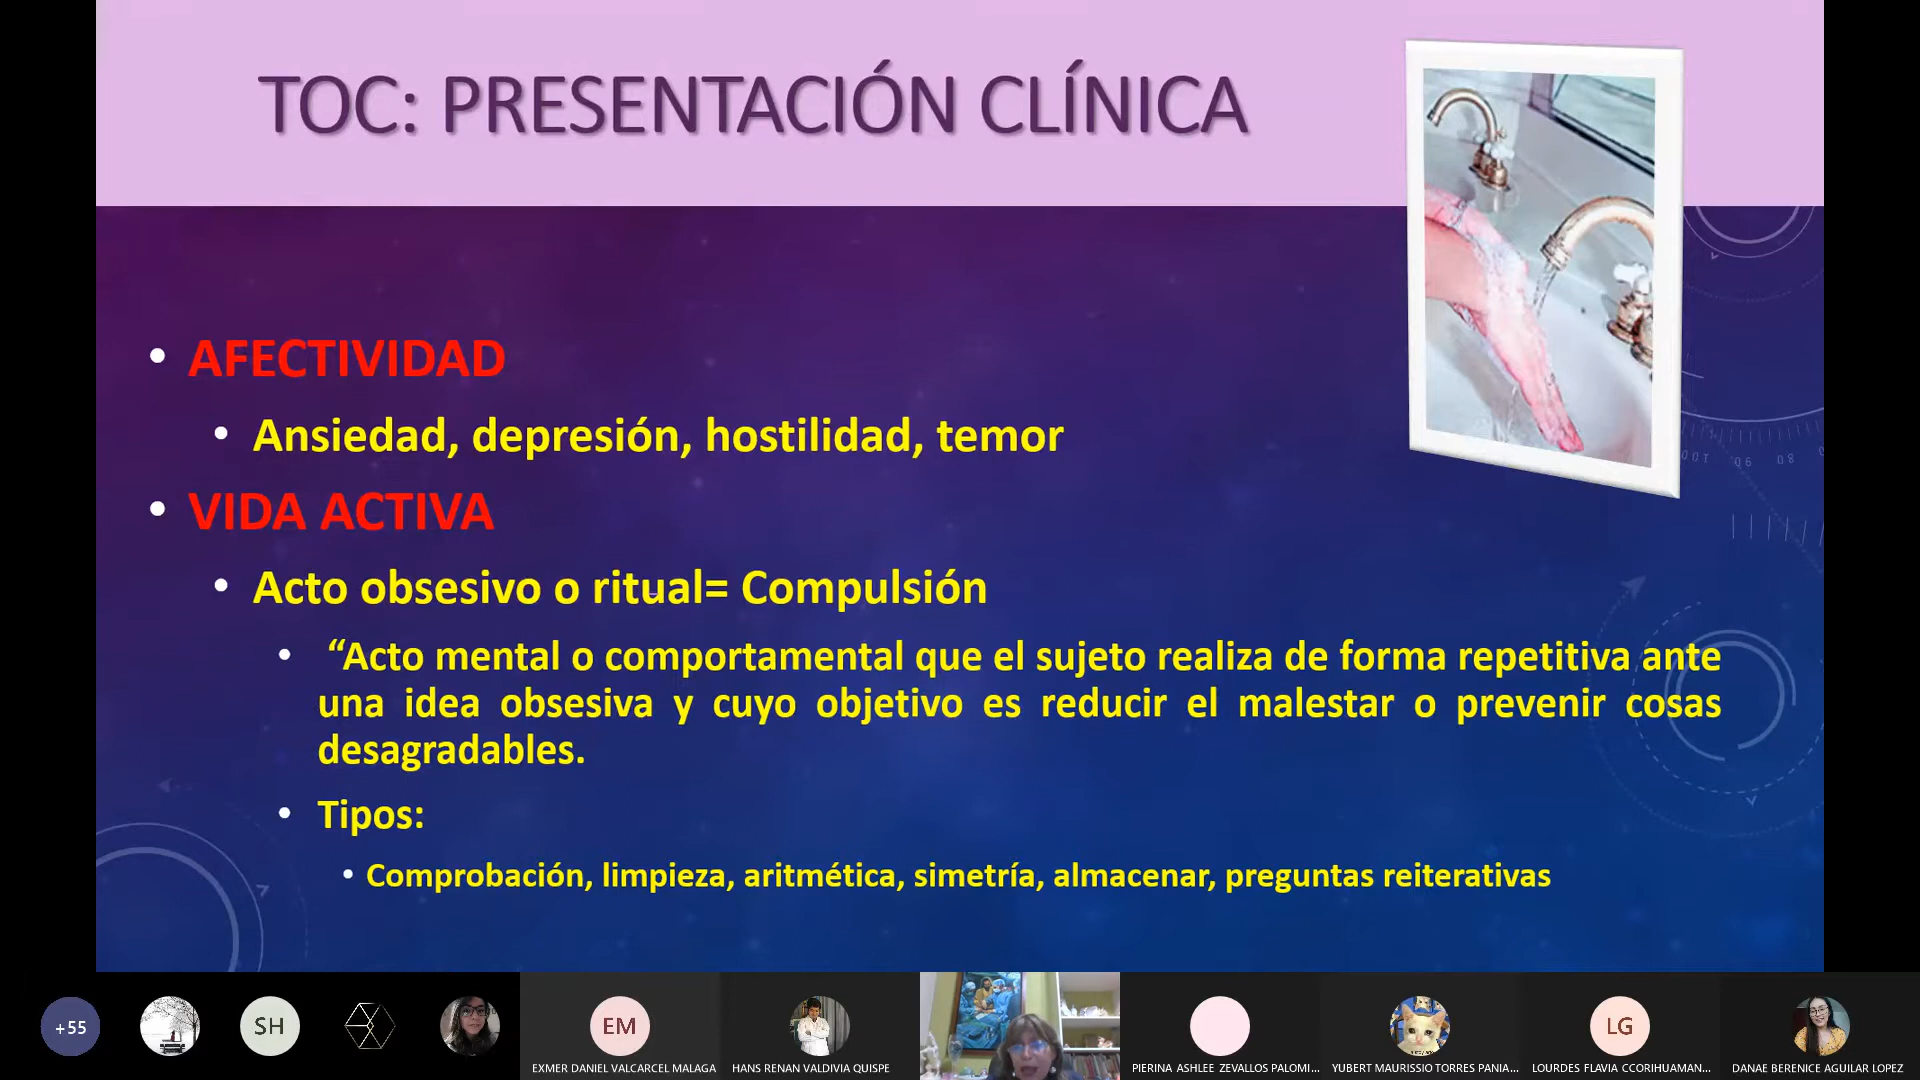 TOC: PRESENTACIÓN CLÍNICA
• AFECTIVIDAD
• Ansiedad, depresión, hostilidad, temor
• VIDA ACTIVA
• Acto obsesivo o ritual= Compulsión
• “Acto mental o comportamental que el sujeto realiza de forma repetitiva ante
una idea obsesiva y cuyo objetivo es reducir el malestar o prevenir cosas
desagradables.
• Tipos:
• Comprobación, limpieza, aritmética, simetría, almacenar, preguntas reiterativas
100 90 80
+55
SH
EM
LG
EXMER DANIEL VALCARCEL MALAGA
HANS RENAN VALDIVIA QUISPE
PIERINA ASHLEE ZEVALLOS PALOMI...
YUBERT MAURISSIO TORRES PANIA...
LOURDES FLAVIA CCORIHUAMAN...
DANAE BERENICE AGUILAR LOPEZ